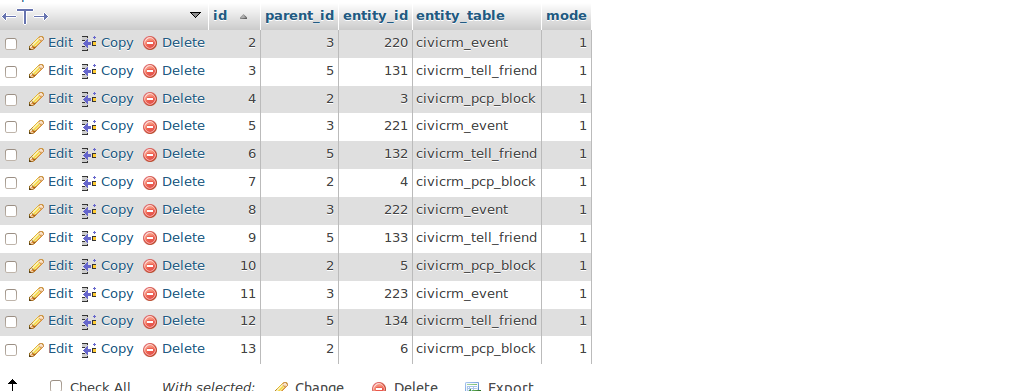 id parent_id entity_id entity_table mode
Edit Copy Delete 2 3 220 civicrm_event 1
Edit Copy Delete 3 5 131 civicrm_tell_friend 1
Edit Copy Delete 4 2 3 civicrm_pcp_block 1
Edit Copy Delete 5 3 221 civicrm_event 1
Edit Copy Delete 6 5 132 civicrm_tell_friend 1
Edit Copy Delete 7 2 4 civicrm_pcp_block 1
Edit Copy Delete 8 3 222 civicrm_event 1
Edit Copy Delete 9 5 133 civicrm_tell_friend 1
Edit Copy Delete 10 2 5 civicrm_pcp_block 1
Edit Copy Delete 11 3 223 civicrm_event 1
Edit Copy Delete 12 5 134 civicrm_tell_friend 1
Edit Copy Delete 13 2 6 civicrm_pcp_block 1
Check All With selected: Change Delete Export